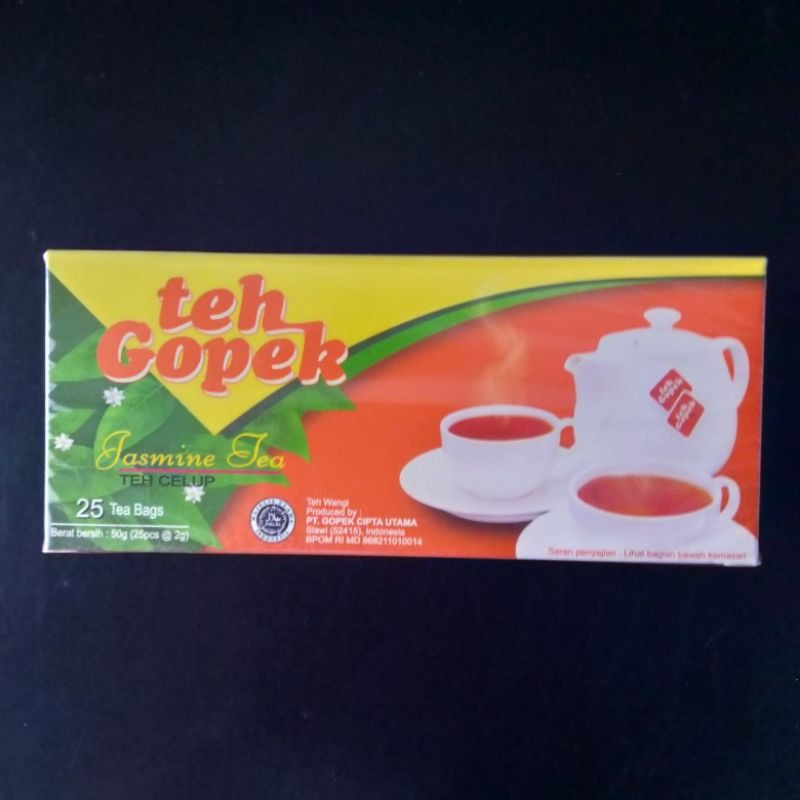 teh
Gopek
Jasmine Tea
TEH CELUP
25 Tea Bags
Berat bersih : 50g (25pcs @ 2g)
HALAL
Teh Wangi
Produced by :
PT. GOPEK CIPTA UTAMA
Slawi (52415), Indonesia
BPOM RI MD 868211010014
teh
Gopek
teh
Gopek
Saran penyajian : Lihat bagian bawah kemasan